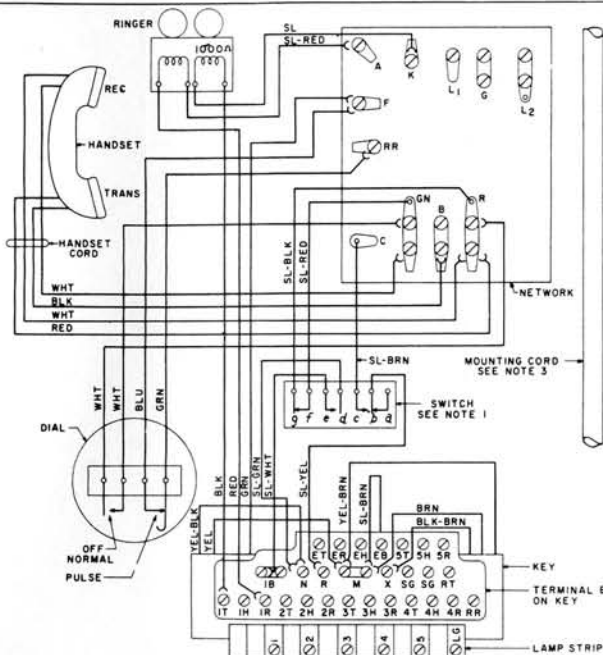 RINGER
1000Ω
SL
SL-RED
A
K
L1
G
L2
REC
HANDSET
TRANS
F
RR
HANDSET CORD
SL-BLK
SL-RED
GN
B
R
C
NETWORK
WHT
BLK
WHT
RED
SL-BRN
MOUNTING CORD
SEE NOTE 3
WHT
WHT
BLU
GRN
g f e d c b a
SWITCH
SEE NOTE 1
DIAL
OFF NORMAL
PULSE
BLK
RED
GRN
SL-GRN
SL-WHT
SL-YEL
YEL-BRN
SL-BRN
BRN
BLK-BRN
YEL-BLK
YEL
ET ER EH EB 5T 5H 5R
1B N R M X SG SG RT
1T 1H 1R 2T 2H 2R 3T 3H 3R 4T 4H 4R RR
KEY
TERMINAL
ON KEY
1 2 3 4 5 LG
LAMP STRIP